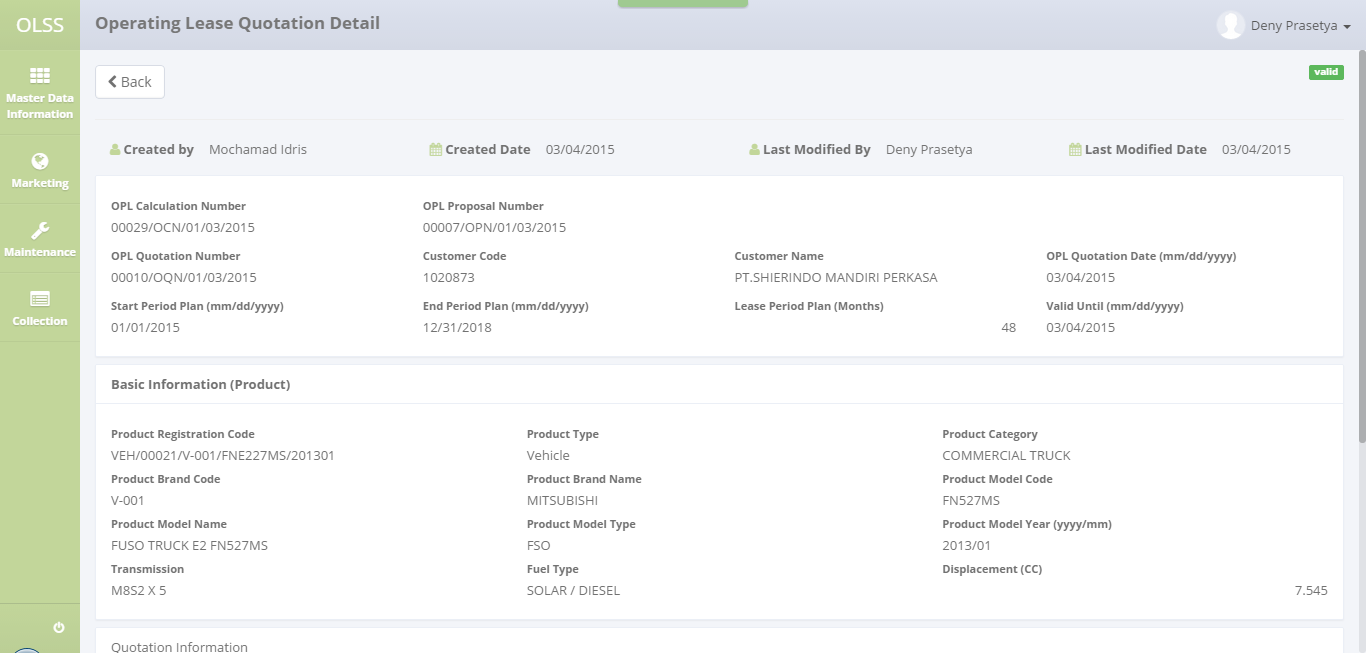 OLSS
Operating Lease Quotation Detail
Deny Prasetya
Master Data
Information
Marketing
Maintenance
Collection
Back
valid
Created by Mochamad Idris Created Date 03/04/2015 Last Modified By Deny Prasetya Last Modified Date 03/04/2015
OPL Calculation Number OPL Proposal Number
00029/OCN/01/03/2015 00007/OPN/01/03/2015
OPL Quotation Number Customer Code Customer Name OPL Quotation Date (mm/dd/yyyy)
00010/OQN/01/03/2015 1020873 PT.SHIERINDO MANDIRI PERKASA 03/04/2015
Start Period Plan (mm/dd/yyyy) End Period Plan (mm/dd/yyyy) Lease Period Plan (Months) Valid Until (mm/dd/yyyy)
01/01/2015 12/31/2018 48 03/04/2015
Basic Information (Product)
Product Registration Code Product Type Product Category
VEH/00021/V-001/FNE227MS/201301 Vehicle COMMERCIAL TRUCK
Product Brand Code Product Brand Name Product Model Code
V-001 MITSUBISHI FN527MS
Product Model Name Product Model Type Product Model Year (yyyy/mm)
FUSO TRUCK E2 FN527MS FSO 2013/01
Transmission Fuel Type Displacement (CC)
M8S2 X 5 SOLAR / DIESEL 7.545
Quotation Information